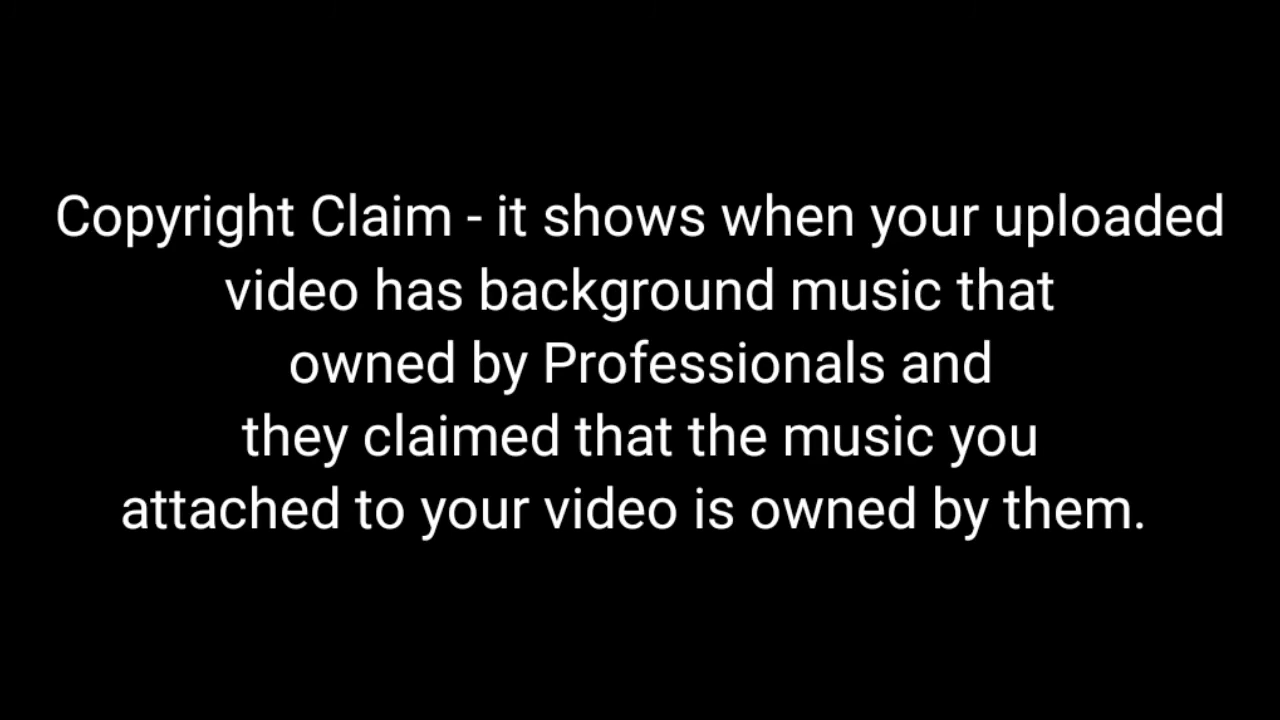 Copyright Claim - it shows when your uploaded
video has background music that
owned by Professionals and
they claimed that the music you
attached to your video is owned by them.